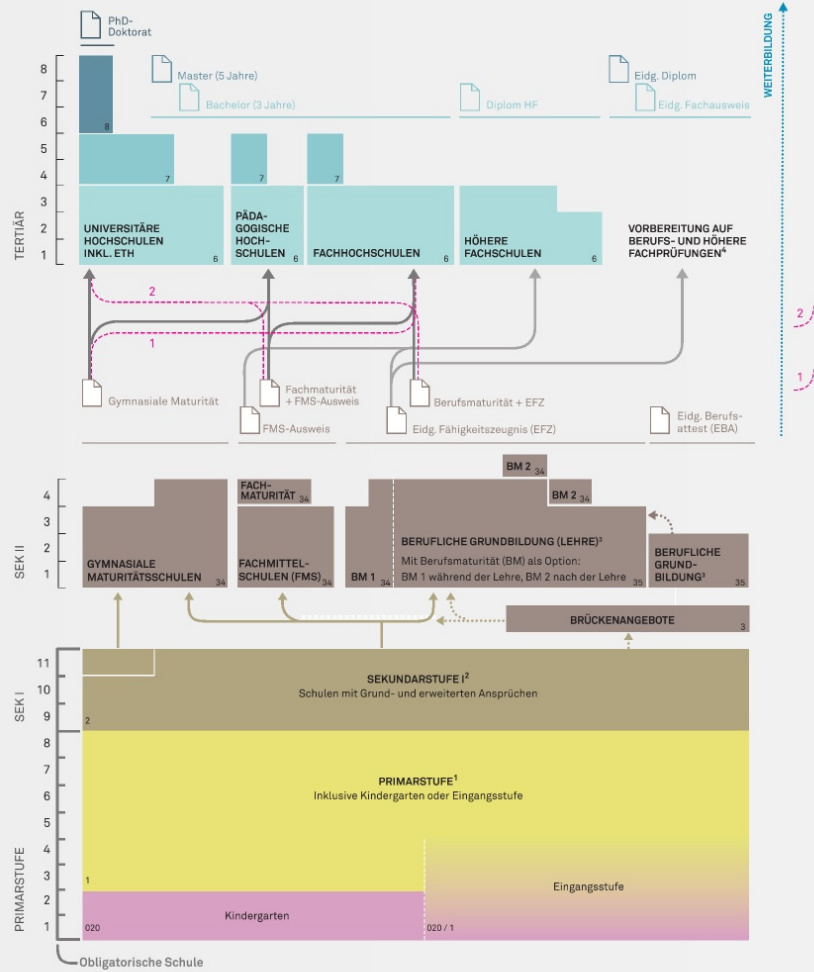 PhD-
Doktorat
WEITERBILDUNG
8
7
6
5
4
3
2
1
TERTIÄR
Master (5 Jahre)
Bachelor (3 Jahre)
Diplom HF
Eidg. Diplom
Eidg. Fachausweis
8
7
7
7
UNIVERSITÄRE
HOCHSCHULEN
INKL. ETH
6
PÄDA-
GOGISCHE
HOCH-
SCHULEN
6
FACHHOCHSCHULEN
6
HÖHERE
FACHSCHULEN
6
VORBEREITUNG AUF
BERUFS- UND HÖHERE
FACHPRÜFUNGEN⁴
2
1
2
1
Gymnasiale Maturität
Fachmaturität
+ FMS-Ausweis
FMS-Ausweis
Berufsmaturität + EFZ
Eidg. Fähigkeitszeugnis (EFZ)
Eidg. Berufs-
attest (EBA)
4
3
2
1
SEK II
GYMNASIALE
MATURITÄTSSCHULEN
34
FACH-
MATURITÄT
34
FACHMITTEL-
SCHULEN (FMS)
34
BM 1
34
BM 2
34
BM 2
34
BERUFLICHE GRUNDBILDUNG (LEHRE)³
Mit Berufsmaturität (BM) als Option:
BM 1 während der Lehre, BM 2 nach der Lehre
35
BERUFLICHE
GRUND-
BILDUNG³
35
BRÜCKENANGEBOTE
3
11
10
9
SEK I
SEKUNDARSTUFE I²
Schulen mit Grund- und erweiterten Ansprüchen
2
8
7
6
5
4
3
2
1
PRIMARSTUFE
PRIMARSTUFE¹
Inklusive Kindergarten oder Eingangsstufe
1
Kindergarten
020
Eingangsstufe
020 / 1
Obligatorische Schule